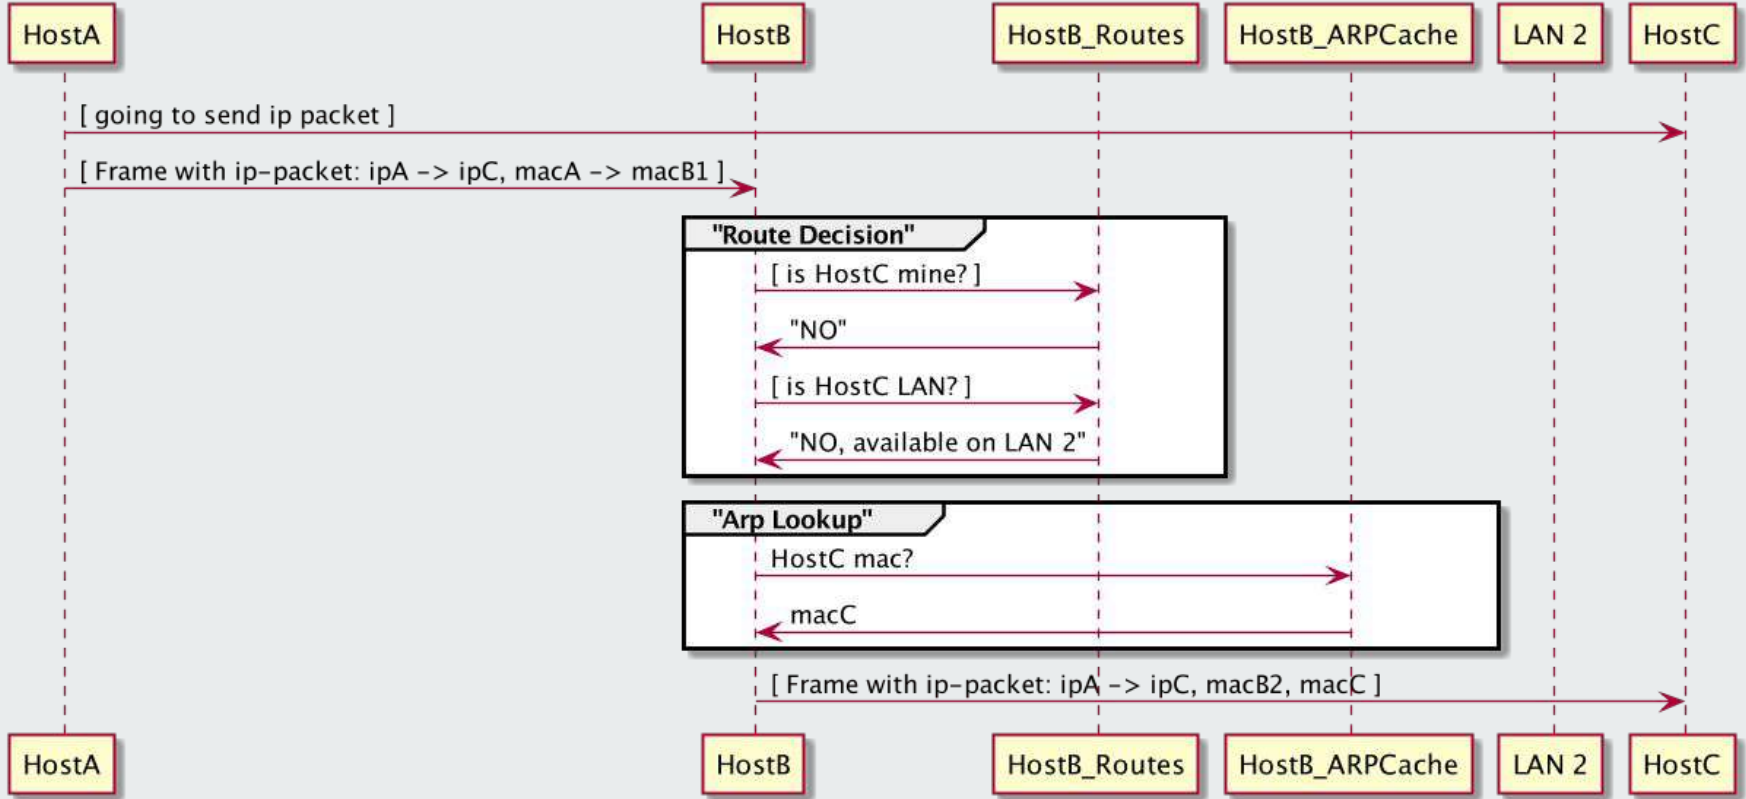 HostA HostB HostB_Routes HostB_ARPCache LAN 2 HostC
[ going to send ip packet ]
[ Frame with ip-packet: ipA -> ipC, macA -> macB1 ]
"Route Decision"
[ is HostC mine? ]
"NO"
[ is HostC LAN? ]
"NO, available on LAN 2"
"Arp Lookup"
HostC mac?
macC
[ Frame with ip-packet: ipA -> ipC, macB2, macC ]
HostA HostB HostB_Routes HostB_ARPCache LAN 2 HostC